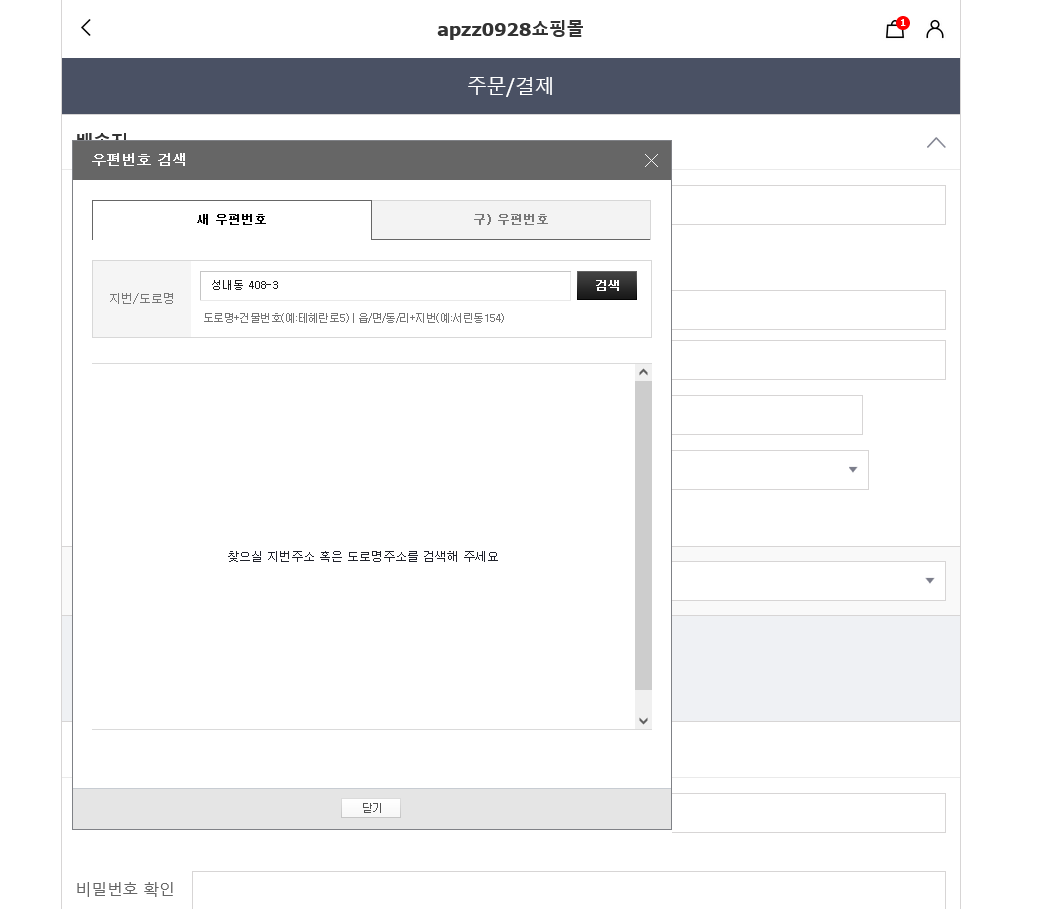 apzz0928쇼핑몰
1
주문/결제
배송지
우편번호 검색
새 우편번호
구) 우편번호
지번/도로명
성내동 408-3
검색
도로명+건물번호(예:테헤란로5) | 읍/면/동/리+지번(예:서린동154)
찾으실 지번주소 혹은 도로명주소를 검색해 주세요
닫기
비밀번호 확인